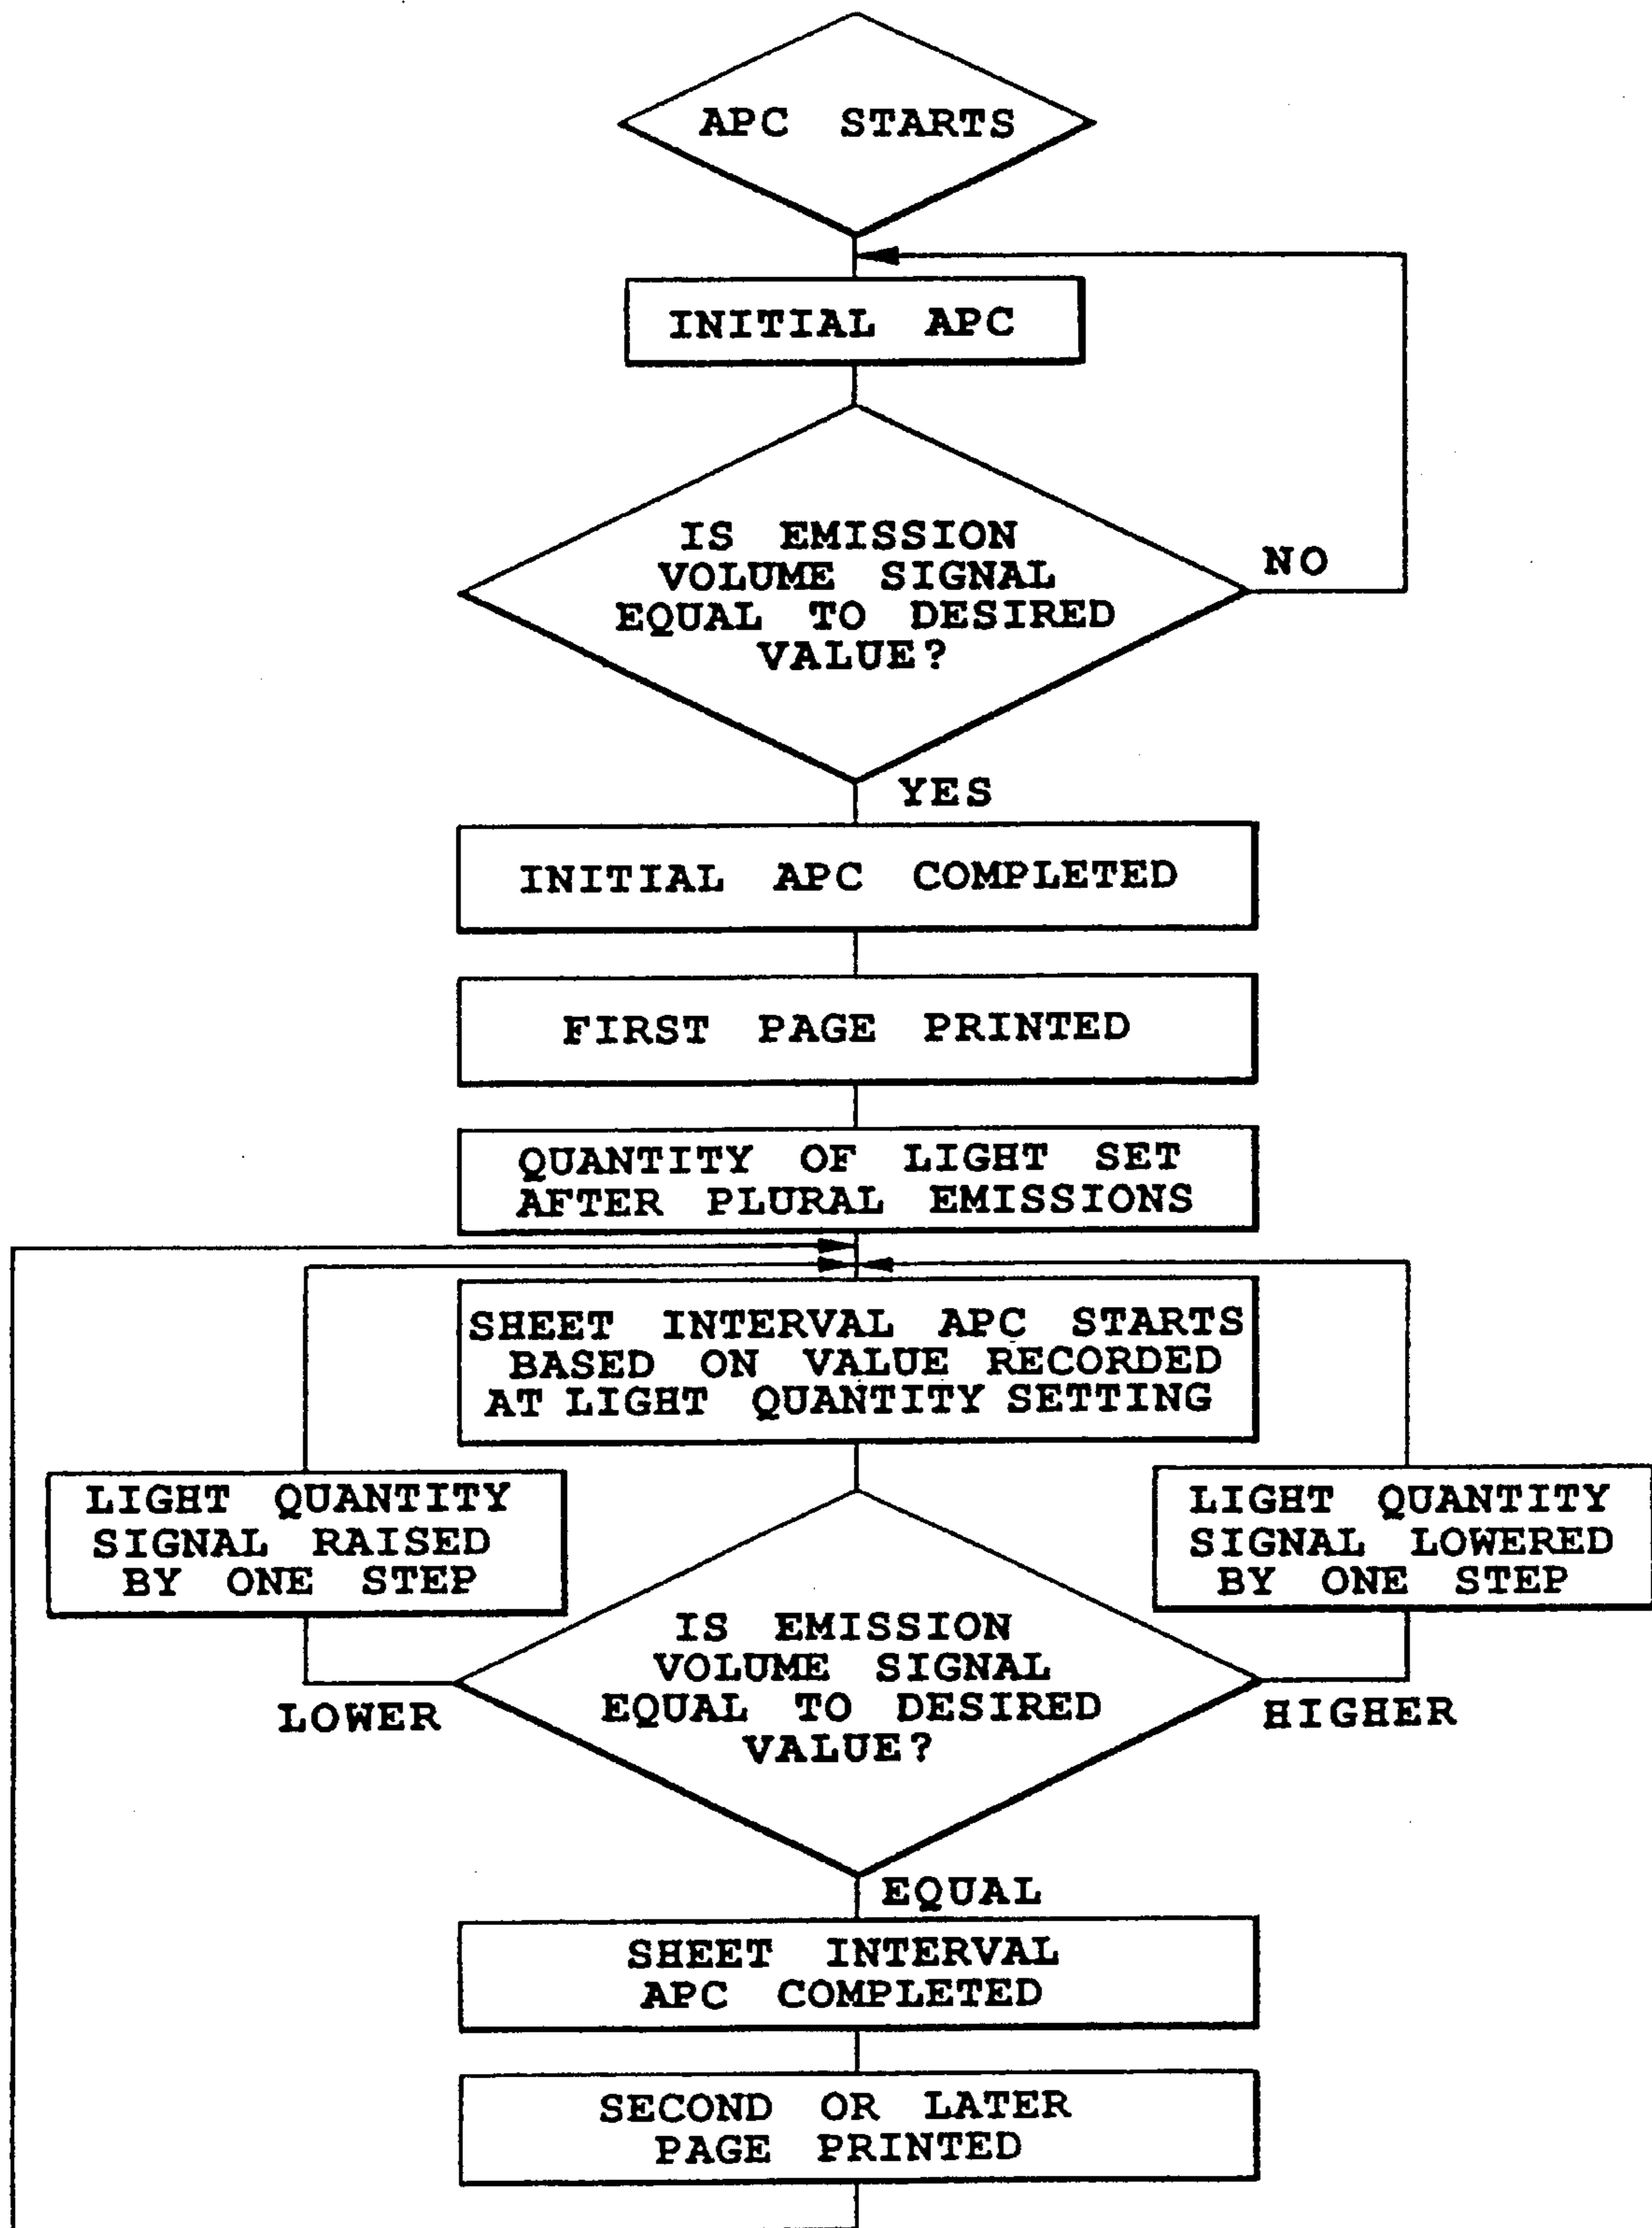 APC STARTS
INITIAL APC
IS EMISSION
VOLUME SIGNAL
EQUAL TO DESIRED
VALUE?
NO
YES
INITIAL APC COMPLETED
FIRST PAGE PRINTED
QUANTITY OF LIGHT SET
AFTER PLURAL EMISSIONS
SHEET INTERVAL APC STARTS
BASED ON VALUE RECORDED
AT LIGHT QUANTITY SETTING
LIGHT QUANTITY
SIGNAL RAISED
BY ONE STEP
LIGHT QUANTITY
SIGNAL LOWERED
BY ONE STEP
IS EMISSION
VOLUME SIGNAL
EQUAL TO DESIRED
VALUE?
LOWER
HIGHER
EQUAL
SHEET INTERVAL
APC COMPLETED
SECOND OR LATER
PAGE PRINTED